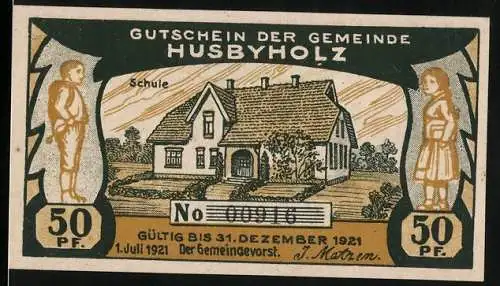 GUTSCHEIN DER GEMEINDE
HUSBYHOLZ
Schule
No 00916
50 PF.
50 PF.
GÜLTIG BIS 31. DEZEMBER 1921
1. Juli 1921 Der Gemeindevorst. J. Matzen.